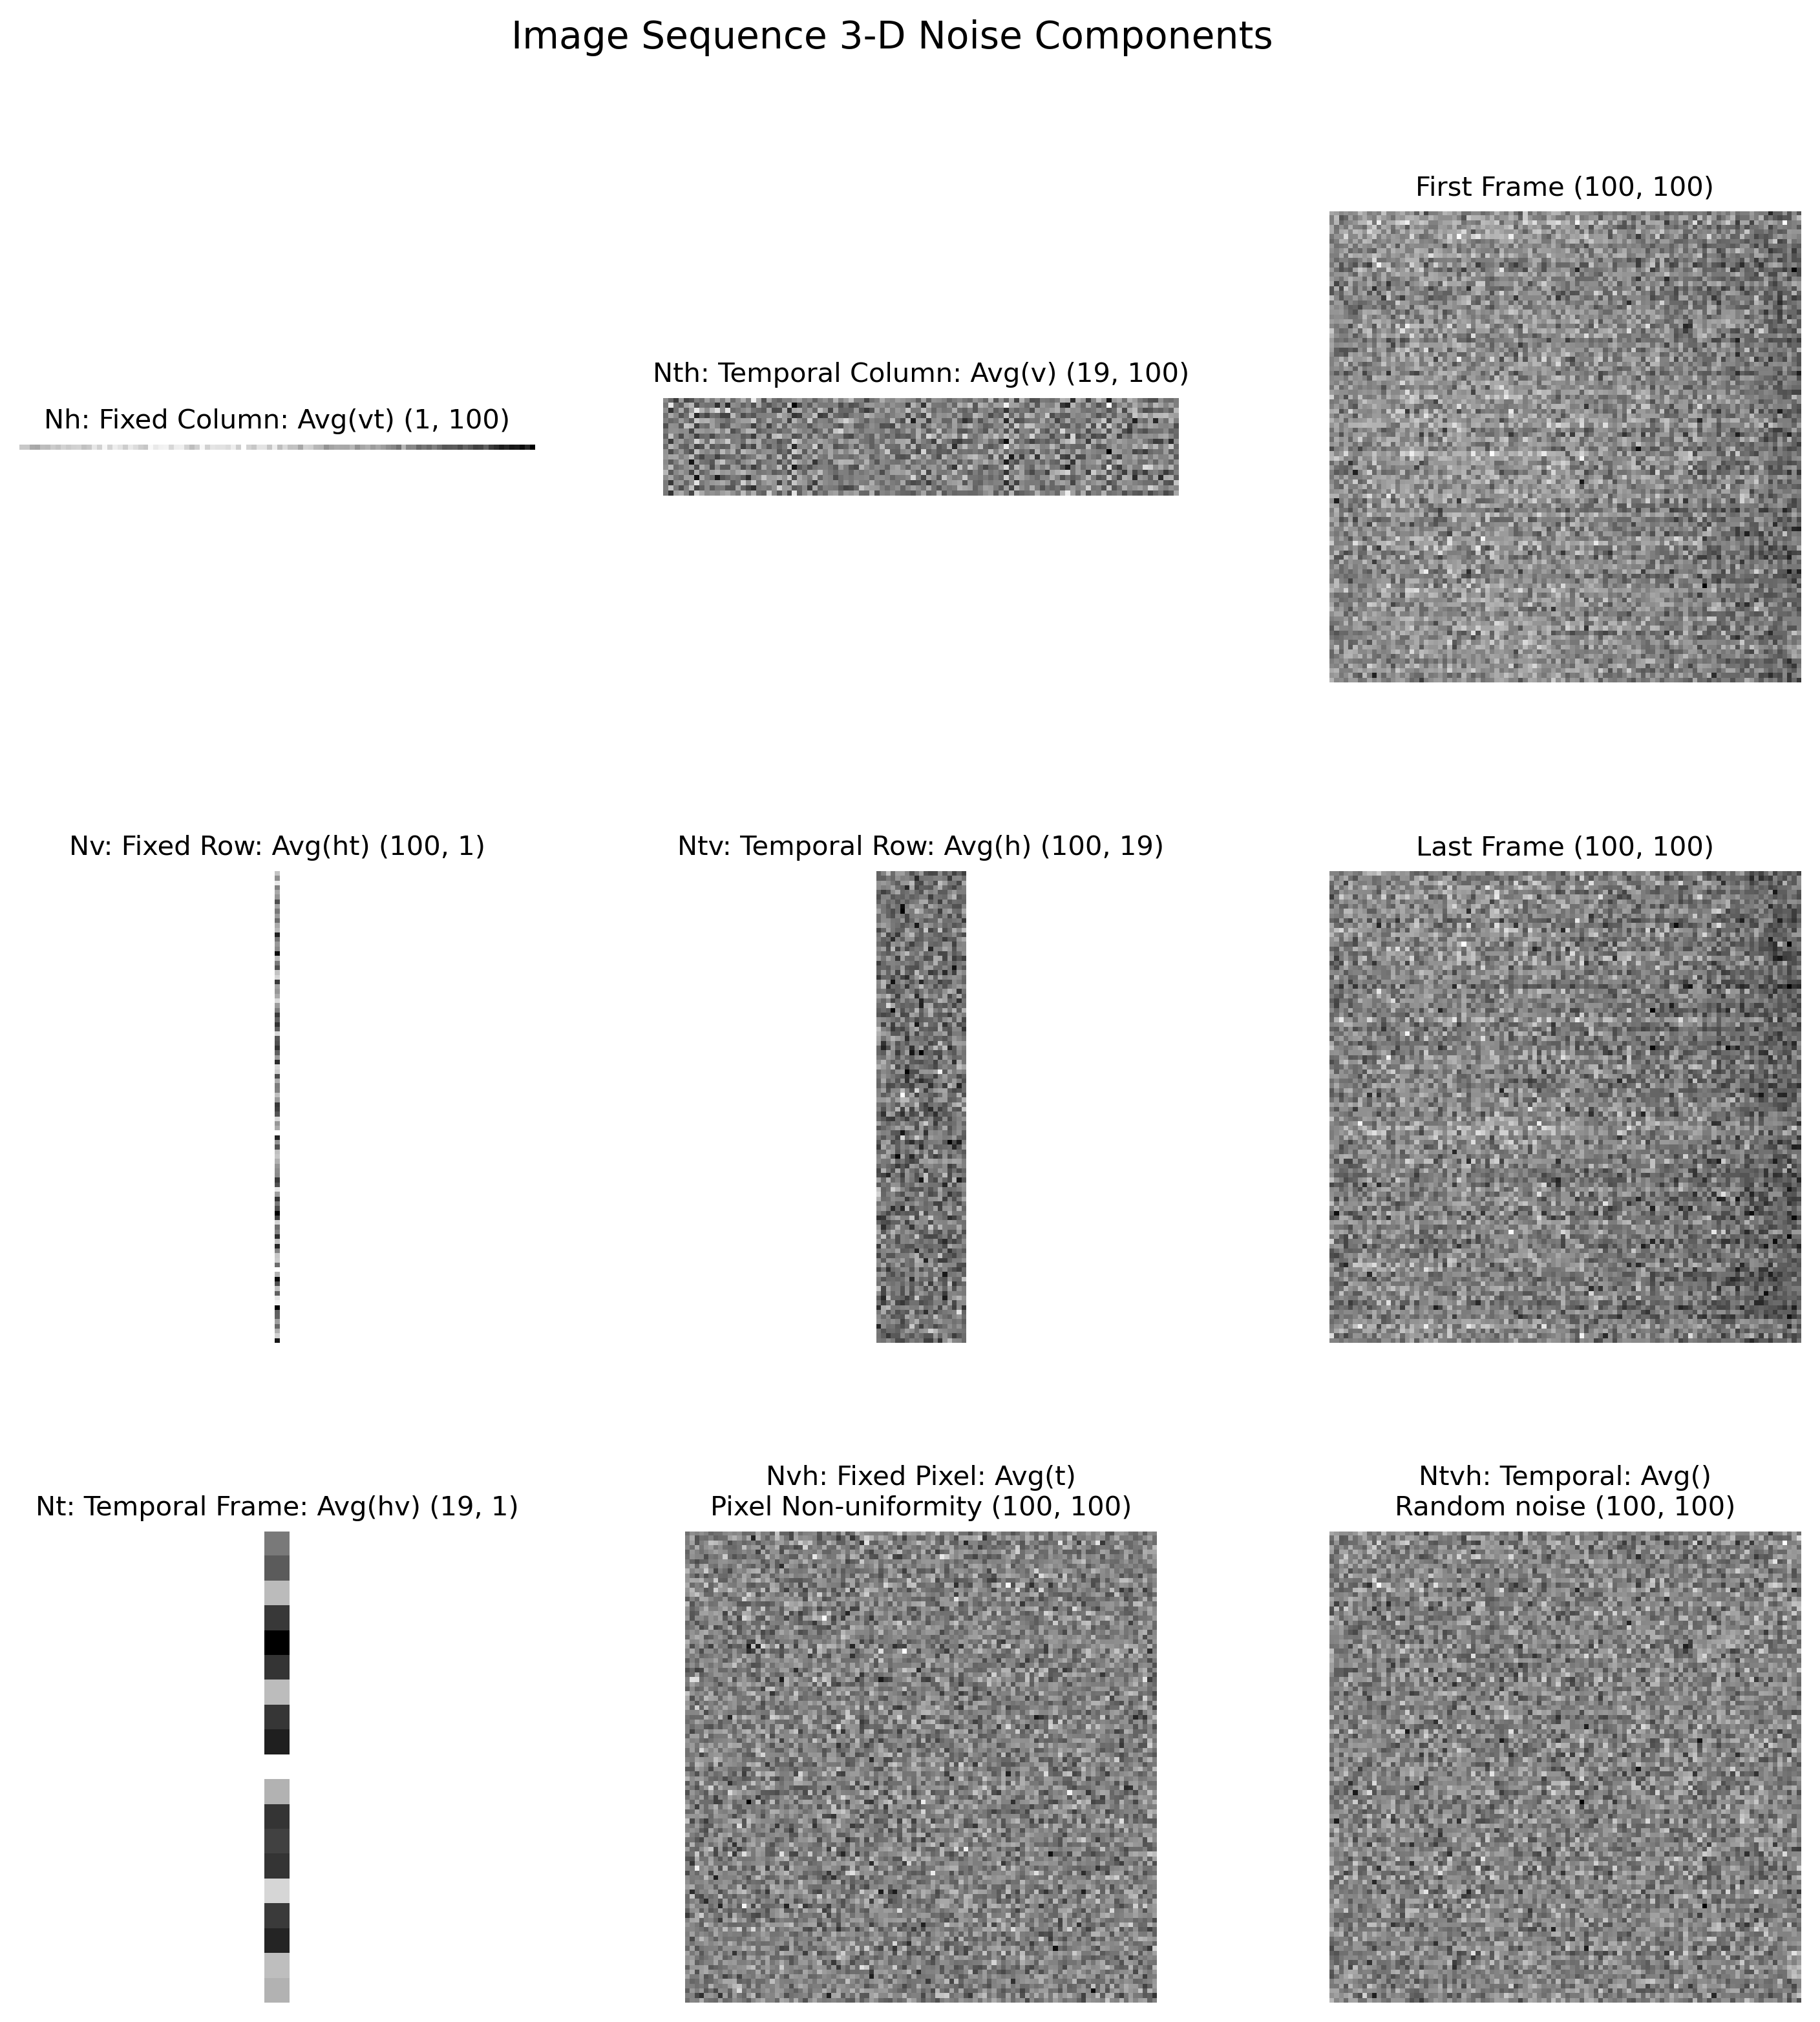 Image Sequence 3-D Noise Components
First Frame (100, 100)
Nth: Temporal Column: Avg(v) (19, 100)
Nh: Fixed Column: Avg(vt) (1, 100)
Nv: Fixed Row: Avg(ht) (100, 1)
Ntv: Temporal Row: Avg(h) (100, 19)
Last Frame (100, 100)
Nt: Temporal Frame: Avg(hv) (19, 1)
Nvh: Fixed Pixel: Avg(t)
Pixel Non-uniformity (100, 100)
Ntvh: Temporal: Avg()
Random noise (100, 100)